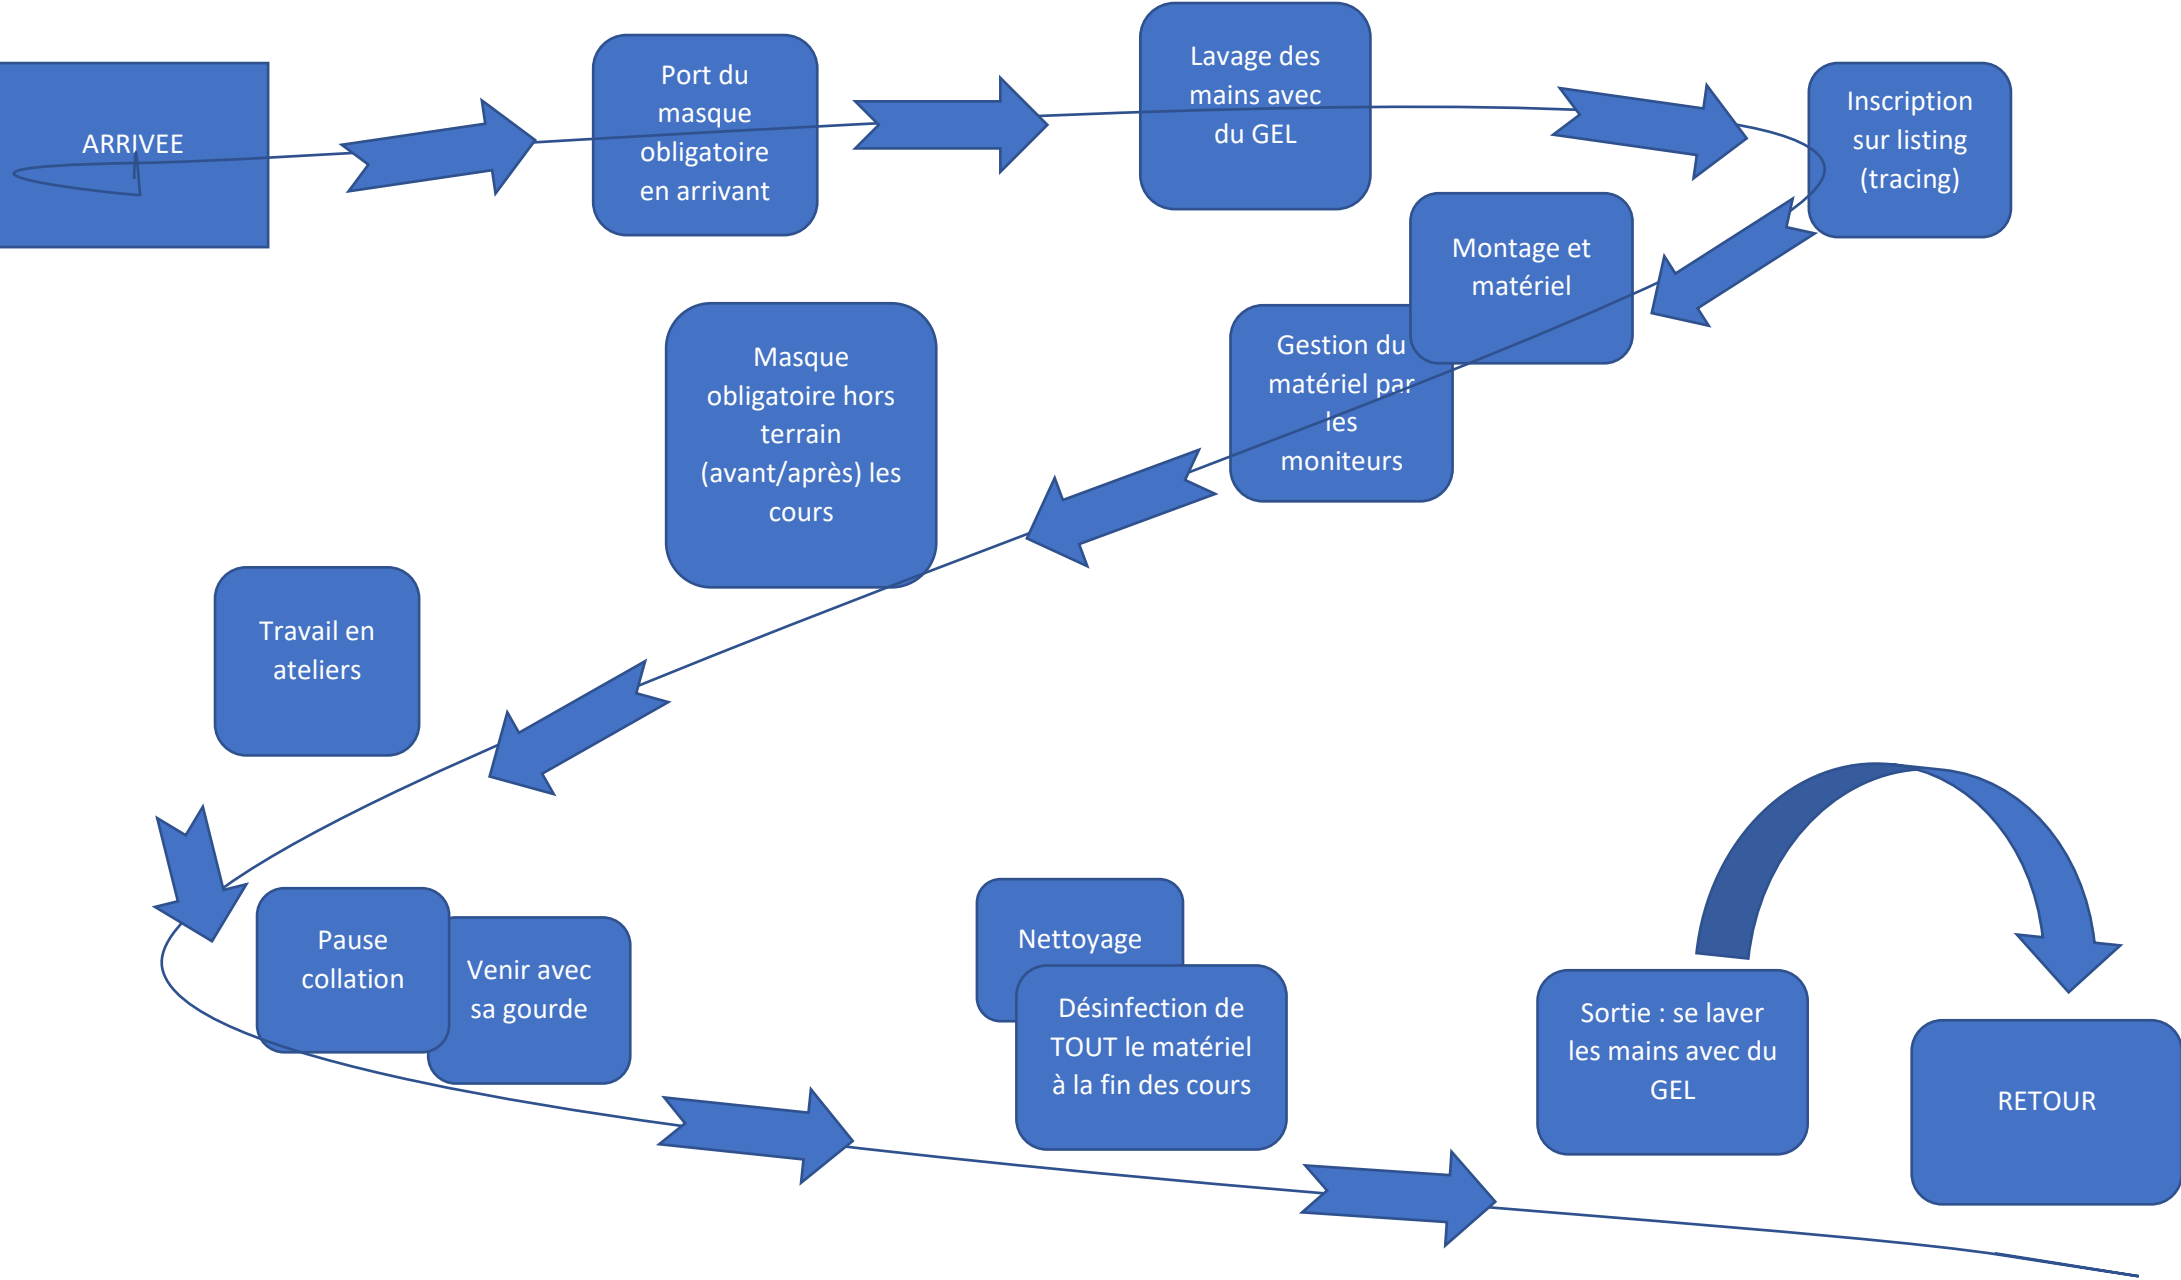 ARRIVEE
Port du
masque
obligatoire
en arrivant
Lavage des
mains avec
du GEL
Inscription
sur listing
(tracing)
Montage et
matériel
Gestion du
matériel par
les
moniteurs
Masque
obligatoire hors
terrain
(avant/après) les
cours
Travail en
ateliers
Pause
collation
Venir avec
sa gourde
Nettoyage
Désinfection de
TOUT le matériel
à la fin des cours
Sortie : se laver
les mains avec du
GEL
RETOUR